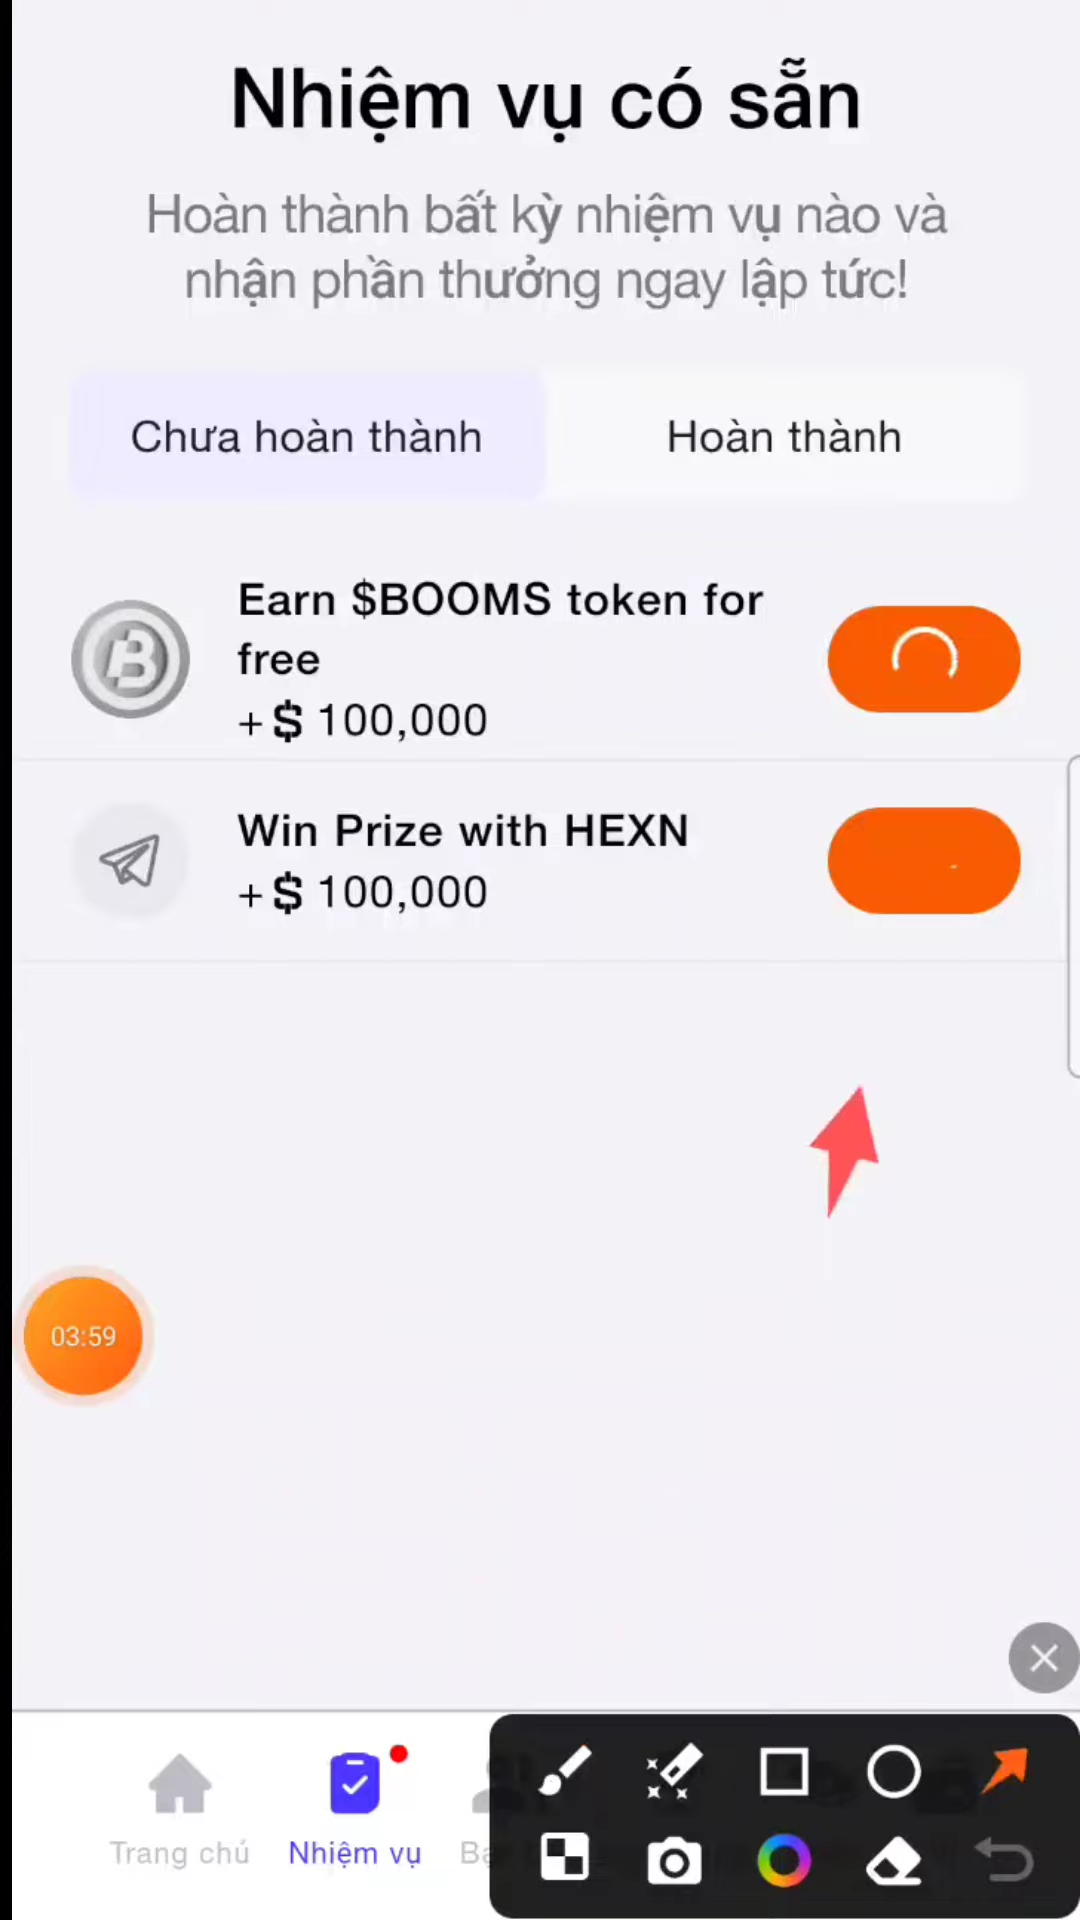 Nhiệm vụ có sẵn
Hoàn thành bất kỳ nhiệm vụ nào và
nhận phần thưởng ngay lập tức!
Chưa hoàn thành
Hoàn thành
Earn $BOOMS token for
free
+ $ 100,000
Win Prize with HEXN
+ $ 100,000
03:59
Trang chú
Nhiệm vụ